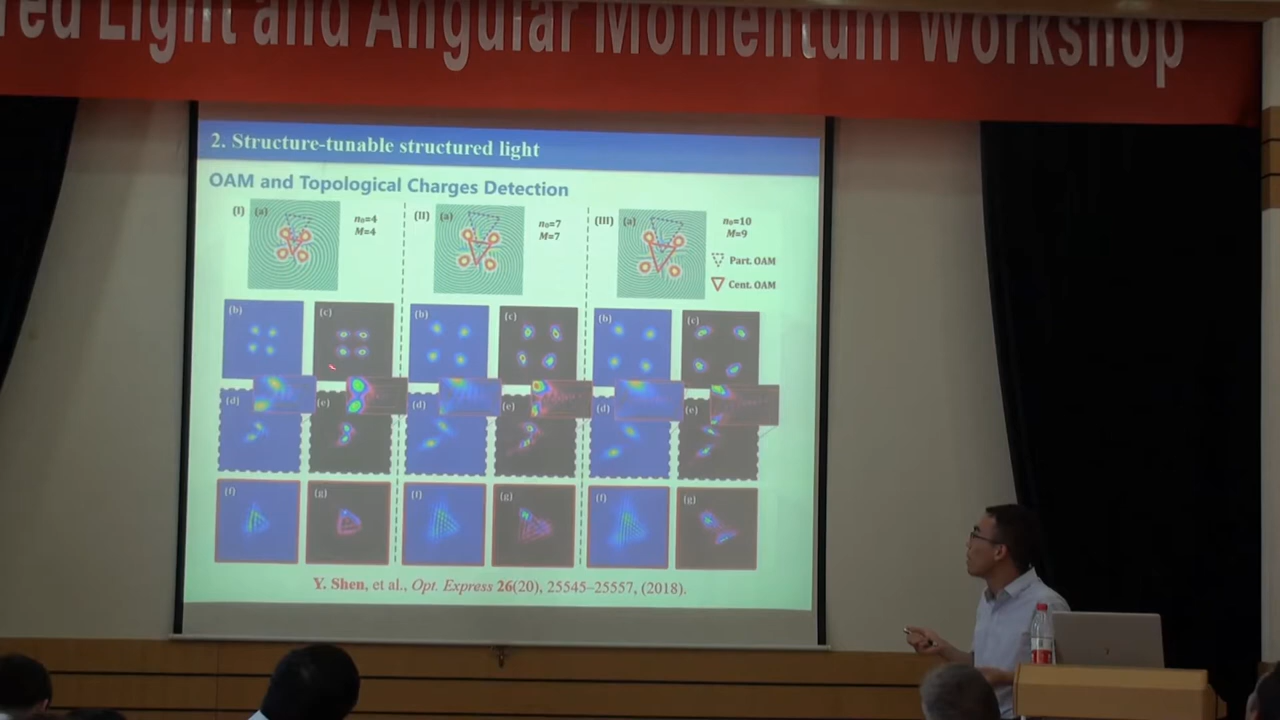 ed Light and Angular Momentum Workshop
2. Structure-tunable structured light
OAM and Topological Charges Detection
(I) (a) n₀=4 M=4
(II) (a) n₀=7 M=7
(III) (a) n₀=10 M=9
Part. OAM
Cent. OAM
(b) (c) (b) (c) (b) (c)
(d) (e) (d) (e) (d) (e)
(f) (g) (f) (g) (f) (g)
Y. Shen, et al., Opt. Express 26(20), 25545–25557, (2018).